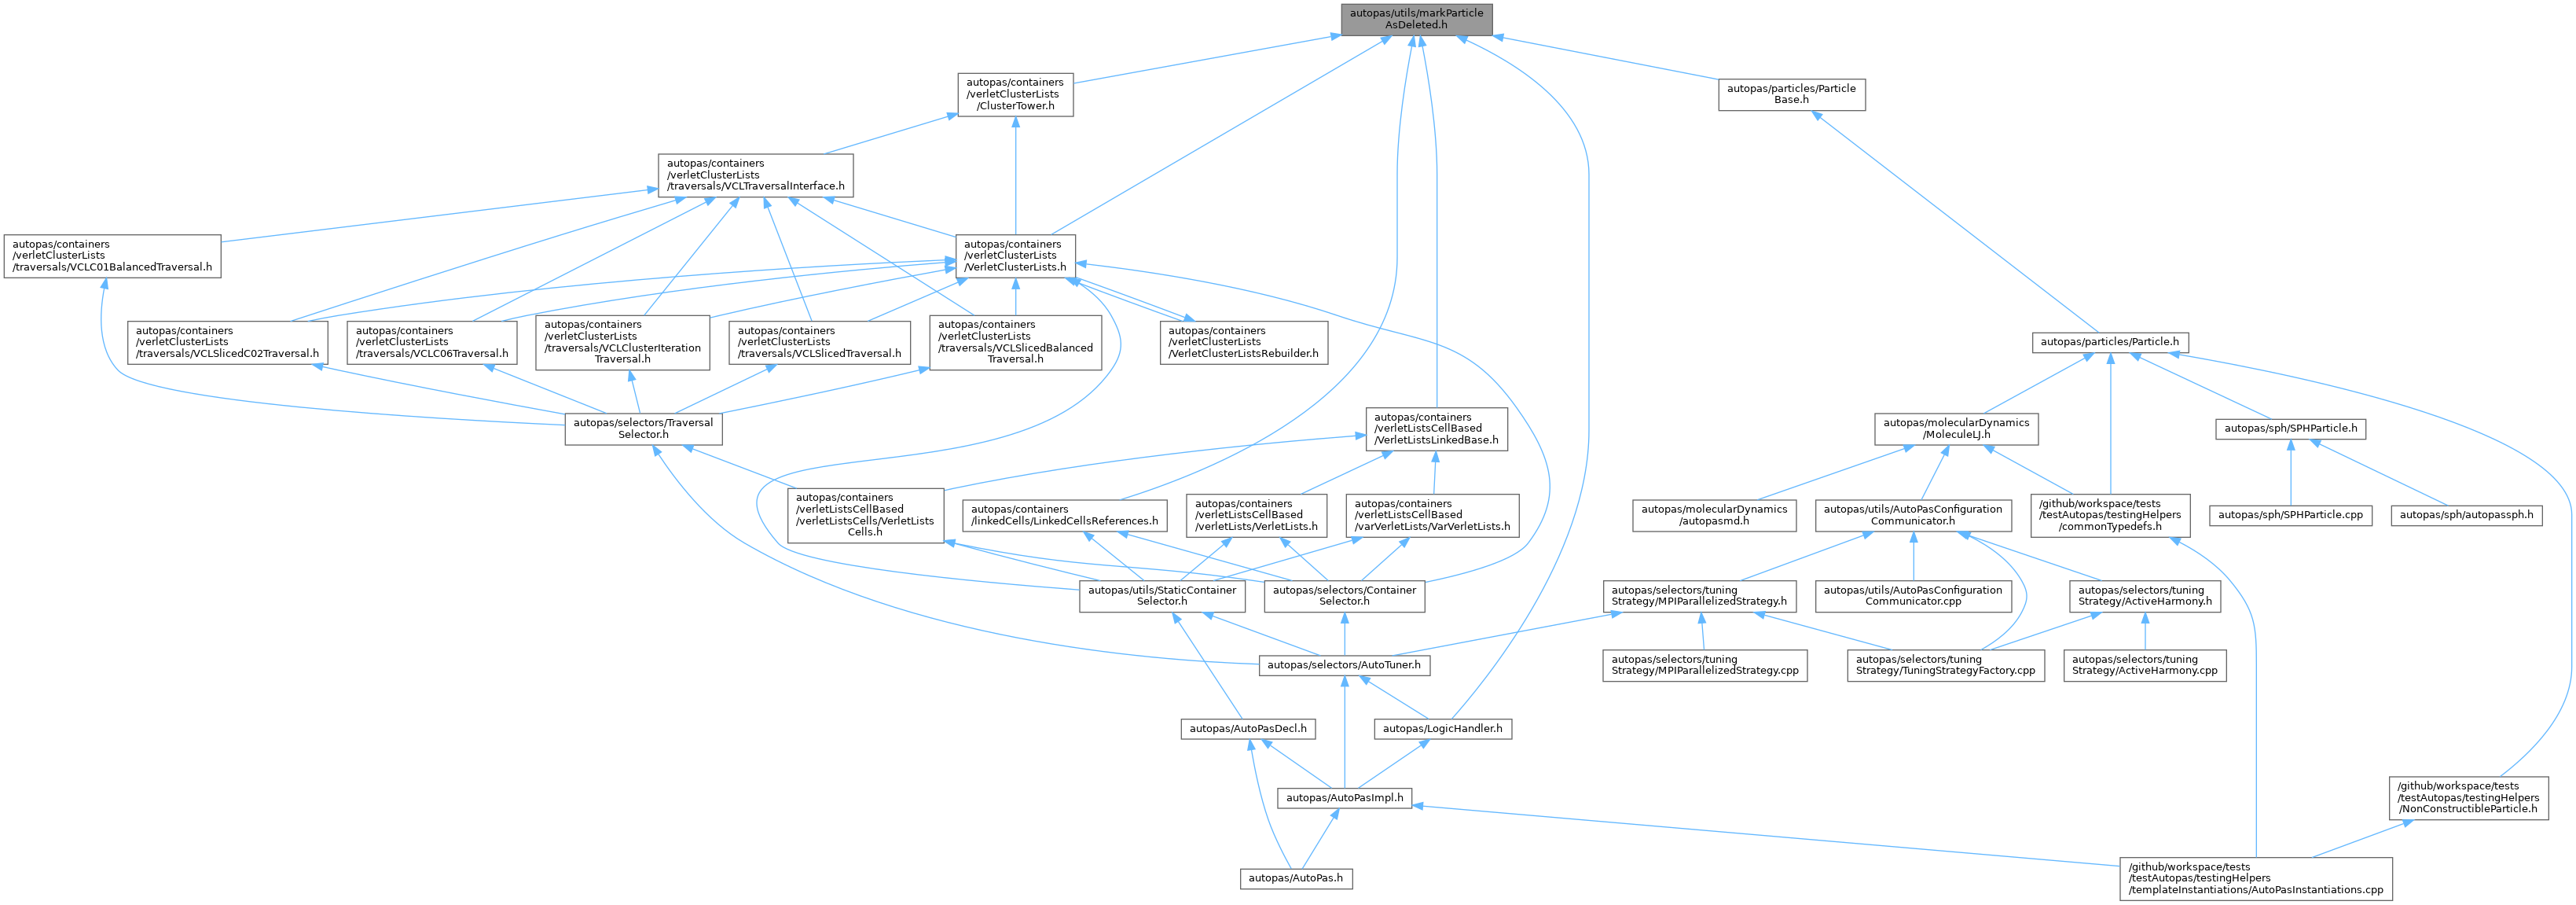 autopas/utils/markParticle
AsDeleted.h
autopas/containers
/verletClusterLists
/ClusterTower.h
autopas/particles/Particle
Base.h
autopas/containers
/verletClusterLists
/traversals/VCLTraversalInterface.h
autopas/containers
/verletClusterLists
/traversals/VCLC01BalancedTraversal.h
autopas/containers
/verletClusterLists
/VerletClusterLists.h
autopas/containers
/verletClusterLists
/traversals/VCLSlicedC02Traversal.h
autopas/containers
/verletClusterLists
/traversals/VCLC06Traversal.h
autopas/containers
/verletClusterLists
/traversals/VCLClusterIteration
Traversal.h
autopas/containers
/verletClusterLists
/traversals/VCLSlicedTraversal.h
autopas/containers
/verletClusterLists
/traversals/VCLSlicedBalanced
Traversal.h
autopas/containers
/verletClusterLists
/VerletClusterListsRebuilder.h
autopas/particles/Particle.h
autopas/selectors/Traversal
Selector.h
autopas/containers
/verletListsCellBased
/VerletListsLinkedBase.h
autopas/molecularDynamics
/MoleculeLJ.h
autopas/sph/SPHParticle.h
autopas/containers
/verletListsCellBased
/verletListsCells/VerletLists
Cells.h
autopas/containers
/linkedCells/LinkedCellsReferences.h
autopas/containers
/verletListsCellBased
/verletLists/VerletLists.h
autopas/containers
/verletListsCellBased
/varVerletLists/VarVerletLists.h
autopas/molecularDynamics
/autopasmd.h
autopas/utils/AutoPasConfiguration
Communicator.h
/github/workspace/tests
/testAutopas/testingHelpers
/commonTypedefs.h
autopas/sph/SPHParticle.cpp
autopas/sph/autopassph.h
autopas/utils/StaticContainer
Selector.h
autopas/selectors/Container
Selector.h
autopas/selectors/tuning
Strategy/MPIParallelizedStrategy.h
autopas/utils/AutoPasConfiguration
Communicator.cpp
autopas/selectors/tuning
Strategy/ActiveHarmony.h
autopas/selectors/AutoTuner.h
autopas/selectors/tuning
Strategy/MPIParallelizedStrategy.cpp
autopas/selectors/tuning
Strategy/TuningStrategyFactory.cpp
autopas/selectors/tuning
Strategy/ActiveHarmony.cpp
autopas/AutoPasDecl.h
autopas/LogicHandler.h
autopas/AutoPasImpl.h
/github/workspace/tests
/testAutopas/testingHelpers
/NonConstructibleParticle.h
autopas/AutoPas.h
/github/workspace/tests
/testAutopas/testingHelpers
/templateInstantiations/AutoPasInstantiations.cpp